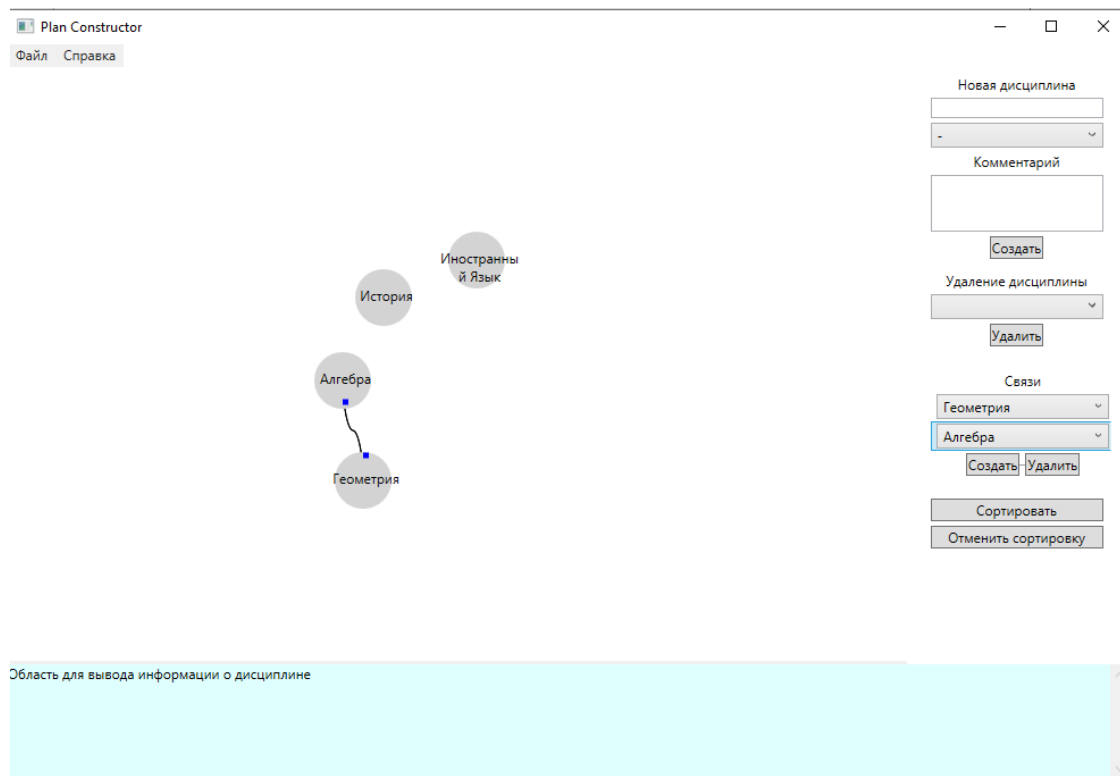 Plan Constructor
Файл Справка
Новая дисциплина
-
Комментарий
Создать
Удаление дисциплины
Удалить
Связи
Геометрия
Алгебра
Создать Удалить
Сортировать
Отменить сортировку
Иностранны
й Язык
История
Алгебра
Геометрия
Область для вывода информации о дисциплине